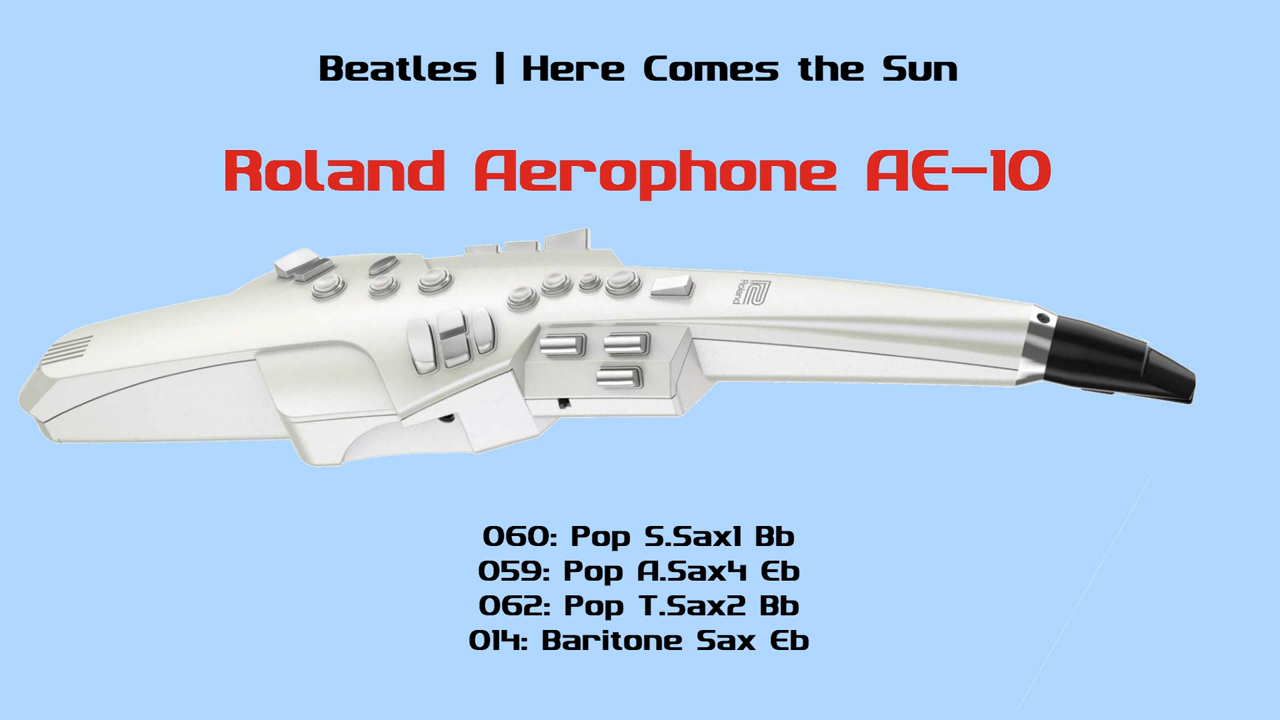 Beatles | Here Comes the Sun
Roland Aerophone AE-10
Roland
060: Pop S.Sax1 Bb
059: Pop A.Sax4 Eb
062: Pop T.Sax2 Bb
014: Baritone Sax Eb